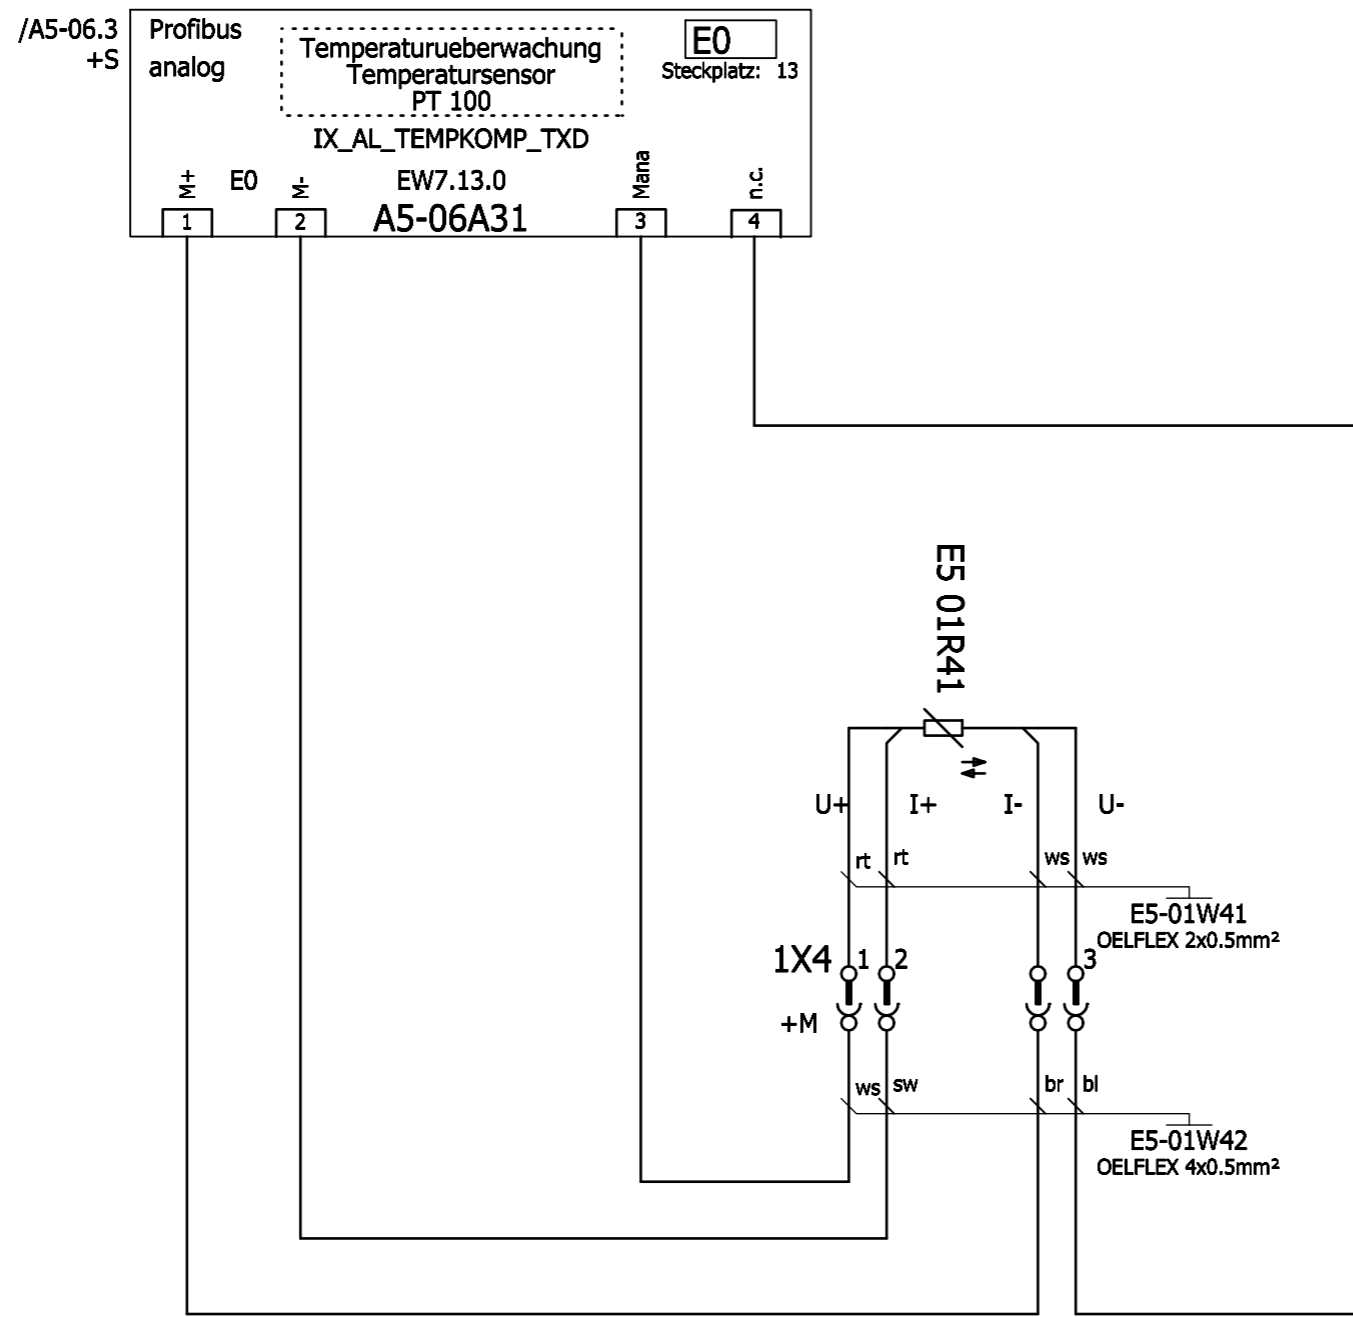 /A5-06.3
+S
Profibus
analog
Temperaturueberwachung
Temperatursensor
PT 100
E0
Steckplatz: 13
IX_AL_TEMPKOMP_TXD
M+
E0
M-
EW7.13.0
Mana
n.c.
1
2
A5-06A31
3
4
E5 01R41
U+
I+
I-
U-
rt
rt
ws
ws
E5-01W41
OELFLEX 2x0.5mm²
1X4
1
2
3
+M
ws
sw
br
bl
E5-01W42
OELFLEX 4x0.5mm²